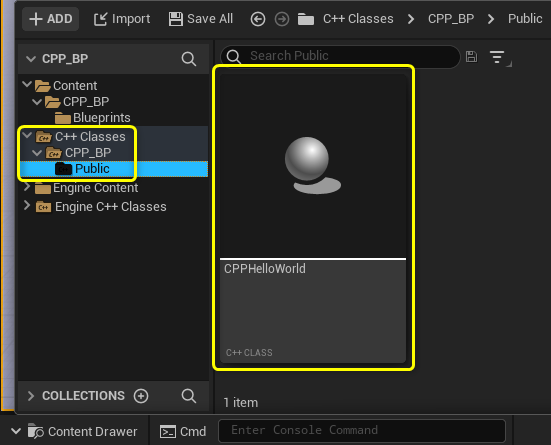 ADD Import Save All C++ Classes CPP_BP Public
CPP_BP
Search Public
Content
CPP_BP
Blueprints
C++ Classes
CPP_BP
Public
Engine Content
Engine C++ Classes
CPPHelloWorld
C++ CLASS
COLLECTIONS
1 item
Content Drawer Cmd Enter Console Command